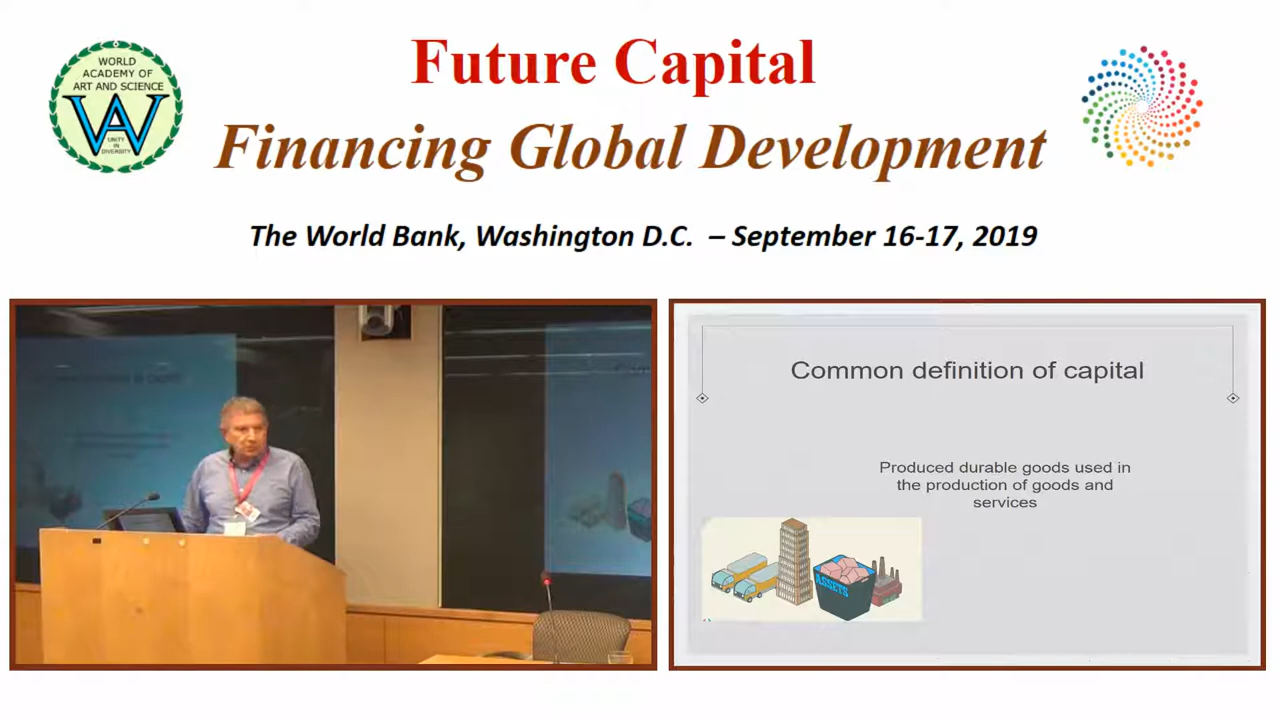 WORLD
ACADEMY OF
ART AND SCIENCE
UNITY
IN
DIVERSITY
Future Capital
Financing Global Development
The World Bank, Washington D.C. – September 16-17, 2019
Common definition of capital
Produced durable goods used in
the production of goods and
services
ASSETS